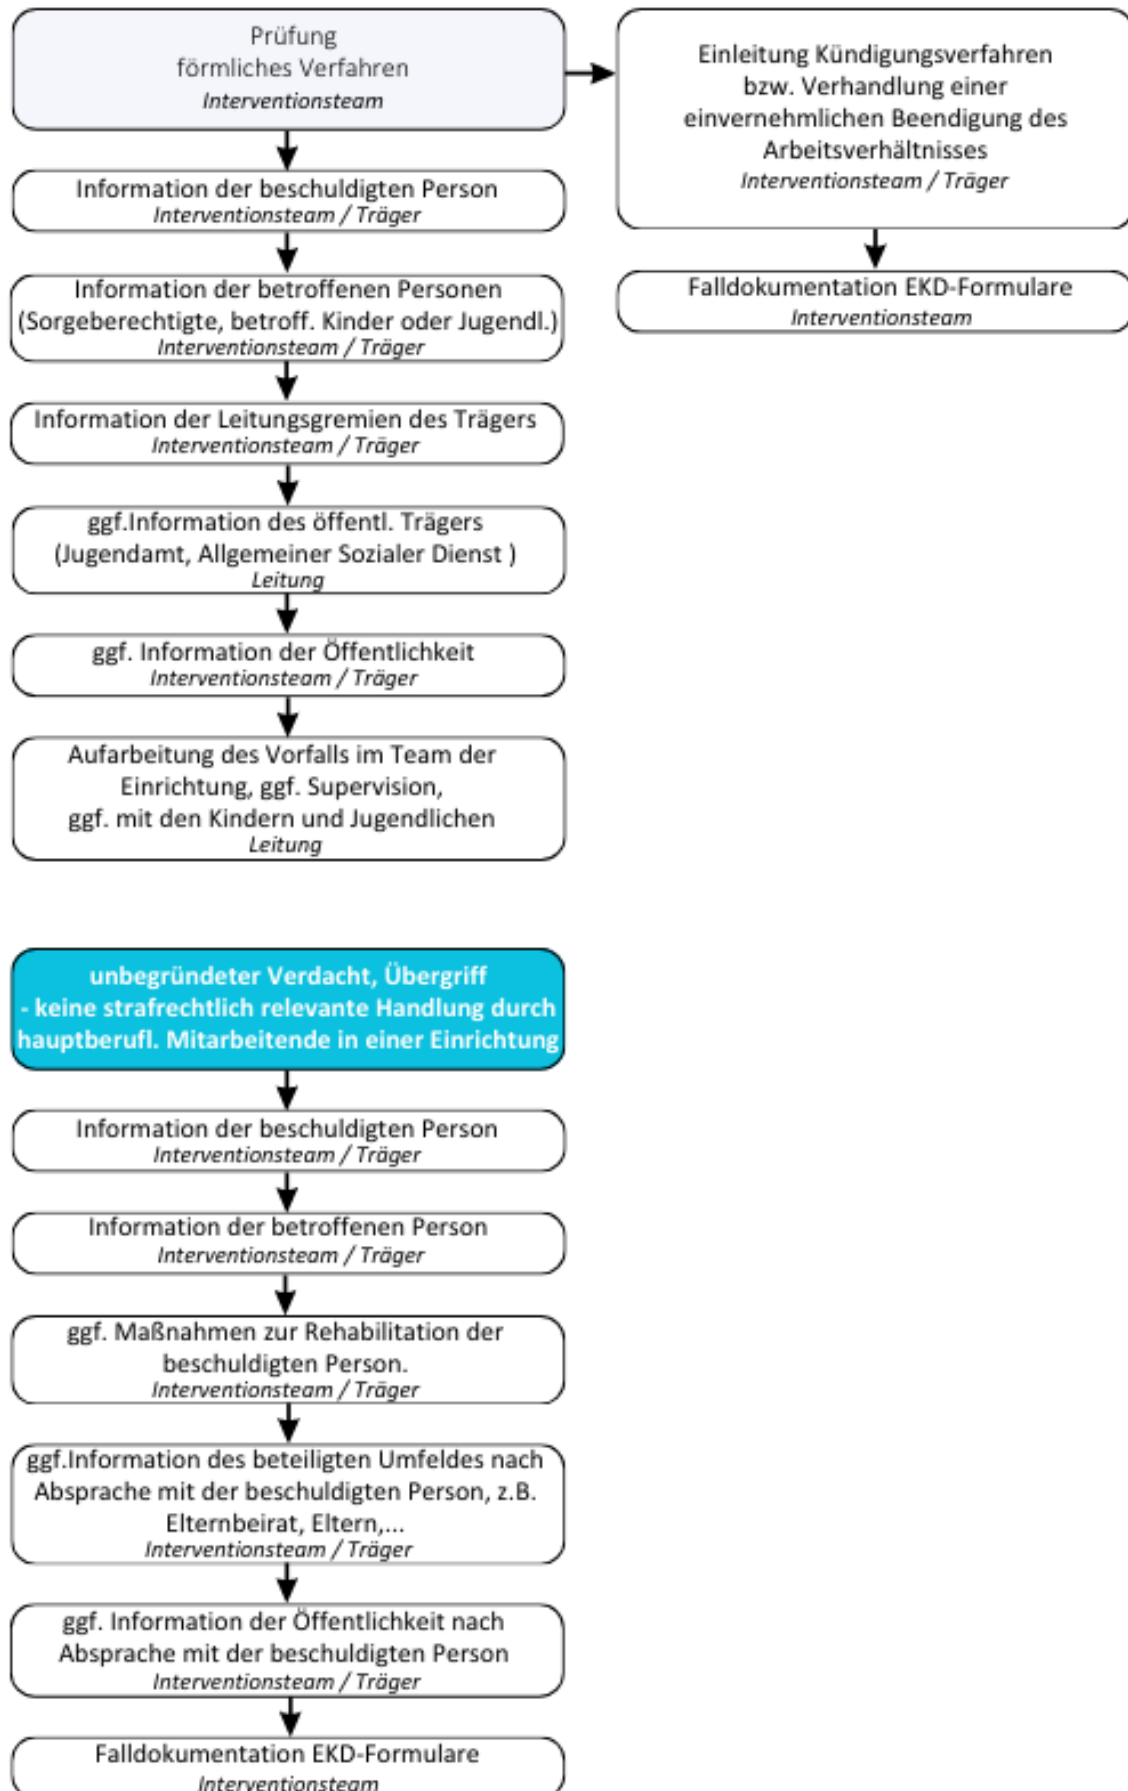 Prüfung
förmliches Verfahren
Interventionsteam
Einleitung Kündigungsverfahren
bzw. Verhandlung einer
einvernehmlichen Beendigung des
Arbeitsverhältnisses
Interventionsteam / Träger
Falldokumentation EKD-Formulare
Interventionsteam
Information der beschuldigten Person
Interventionsteam / Träger
Information der betroffenen Personen
(Sorgeberechtigte, betroff. Kinder oder Jugendl.)
Interventionsteam / Träger
Information der Leitungsgremien des Trägers
Interventionsteam / Träger
ggf.Information des öffentl. Trägers
(Jugendamt, Allgemeiner Sozialer Dienst )
Leitung
ggf. Information der Öffentlichkeit
Interventionsteam / Träger
Aufarbeitung des Vorfalls im Team der
Einrichtung, ggf. Supervision,
ggf. mit den Kindern und Jugendlichen
Leitung
unbegründeter Verdacht, Übergriff
- keine strafrechtlich relevante Handlung durch
hauptberufl. Mitarbeitende in einer Einrichtung
Information der beschuldigten Person
Interventionsteam / Träger
Information der betroffenen Person
Interventionsteam / Träger
ggf. Maßnahmen zur Rehabilitation der
beschuldigten Person.
Interventionsteam / Träger
ggf.Information des beteiligten Umfeldes nach
Absprache mit der beschuldigten Person, z.B.
Elternbeirat, Eltern,...
Interventionsteam / Träger
ggf. Information der Öffentlichkeit nach
Absprache mit der beschuldigten Person
Interventionsteam / Träger
Falldokumentation EKD-Formulare
Interventionsteam